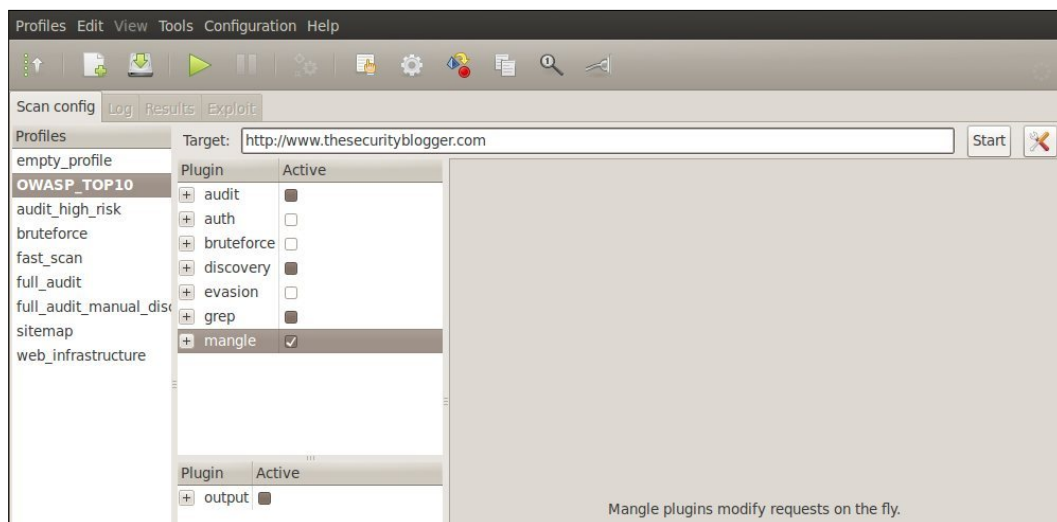 Profiles Edit View Tools Configuration Help
Scan config Log Results Exploit
Profiles
empty_profile
OWASP_TOP10
audit_high_risk
bruteforce
fast_scan
full_audit
full_audit_manual_disc
sitemap
web_infrastructure
Target: http://www.thesecurityblogger.com Start
Plugin Active
audit
auth
bruteforce
discovery
evasion
grep
mangle
Plugin Active
output
Mangle plugins modify requests on the fly.